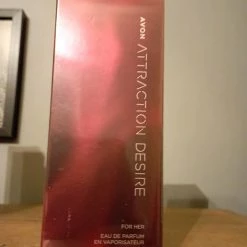 AVON
ATTRACTION DESIRE
FOR HER
EAU DE PARFUM
EN VAPORISATEUR